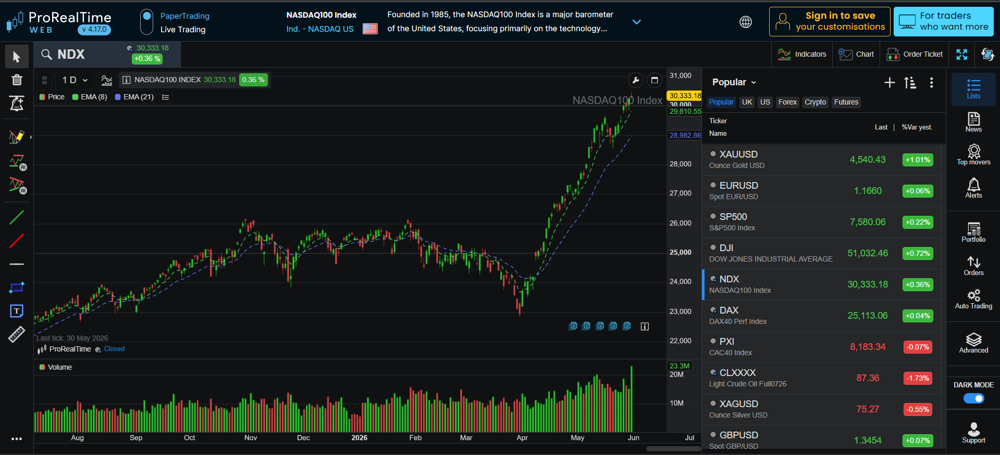 ProRealTime
WEB
v 4.17.0
PaperTrading
Live Trading
NASDAQ100 Index
Ind. - NASDAQ US
Founded in 1985, the NASDAQ100 Index is a major barometer
of the United States, focusing primarily on the technology...
Sign in to save
your customisations
For traders
who want more
NDX
30,333.18
+0.36 %
Indicators
Chart
Order Ticket
1 D
NASDAQ100 INDEX 30,333.18 0.36 %
Price
EMA (8)
EMA (21)
NASDAQ100 Index
31,000
30,333.18
30,000
29,810.55
28,982.86
28,000
27,000
26,000
25,000
24,000
23,000
22,000
Last tick: 30 May 2026
ProRealTime
Closed
Volume
23.3M
20M
10M
Aug
Sep
Oct
Nov
Dec
2026
Feb
Mar
Apr
May
Jun
Jul
Popular
Popular
UK
US
Forex
Crypto
Futures
Ticker
Name
Last | %Var yest.
XAUUSD
Ounce Gold USD
4,540.43
+1.01%
EURUSD
Spot EUR/USD
1.1660
+0.06%
SP500
S&P500 Index
7,580.06
+0.22%
DJI
DOW JONES INDUSTRIAL AVERAGE
51,032.46
+0.72%
NDX
NASDAQ100 Index
30,333.18
+0.36%
DAX
DAX40 Perf Index
25,113.06
+0.04%
PXI
CAC40 Index
8,183.34
-0.07%
CLXXXX
Light Crude Oil Full0726
87.36
-1.73%
XAGUSD
Ounce Silver USD
75.27
-0.55%
GBPUSD
Spot GBP/USD
1.3454
+0.07%
Lists
News
Top movers
Alerts
Portfolio
Orders
Auto Trading
Advanced
DARK MODE
Support
AI
AI
T